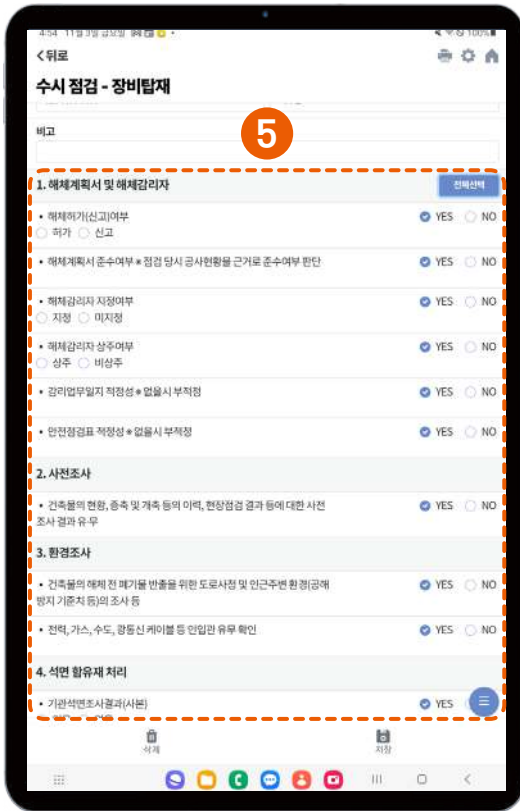 4:54 11월 3일 금요일
100%
<뒤로
수시 점검 - 장비탑재
비고
5
1. 해체계획서 및 해체감리자
전체선택
• 해체허가(신고)여부 YES NO
허가 신고
• 해체계획서 준수여부 ※ 점검 당시 공사현황을 근거로 준수여부 판단 YES NO
• 해체감리자 지정여부 YES NO
지정 미지정
• 해체감리자 상주여부 YES NO
상주 비상주
• 감리업무일지 적정성 ※ 없을시 부적정 YES NO
• 안전점검표 적정성 ※ 없을시 부적정 YES NO
2. 사전조사
• 건축물의 현황, 증축 및 개축 등의 이력, 현장점검 결과 등에 대한 사전 YES NO
조사 결과 유·무
3. 환경조사
• 건축물의 해체 전 폐기물 반출을 위한 도로사정 및 인근주변 환경(공해 YES NO
방지 기준치 등)의 조사 등
• 전력, 가스, 수도, 광통신 케이블 등 인입관 유무 확인 YES NO
4. 석면 함유재 처리
• 기관석면조사결과(사본) YES
삭제
저장